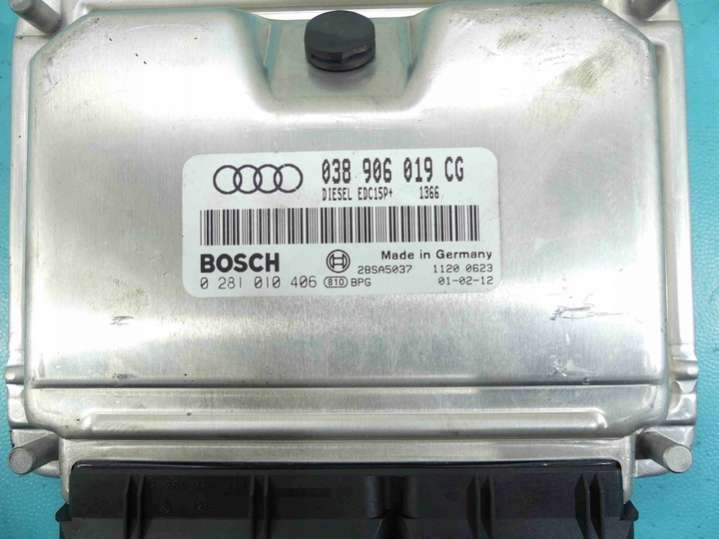 038 906 019 CG
DIESEL EDC15P+ 1366
BOSCH Made in Germany
28SA5037 1120 0623
0 281 010 406 810 BPG 01-02-12